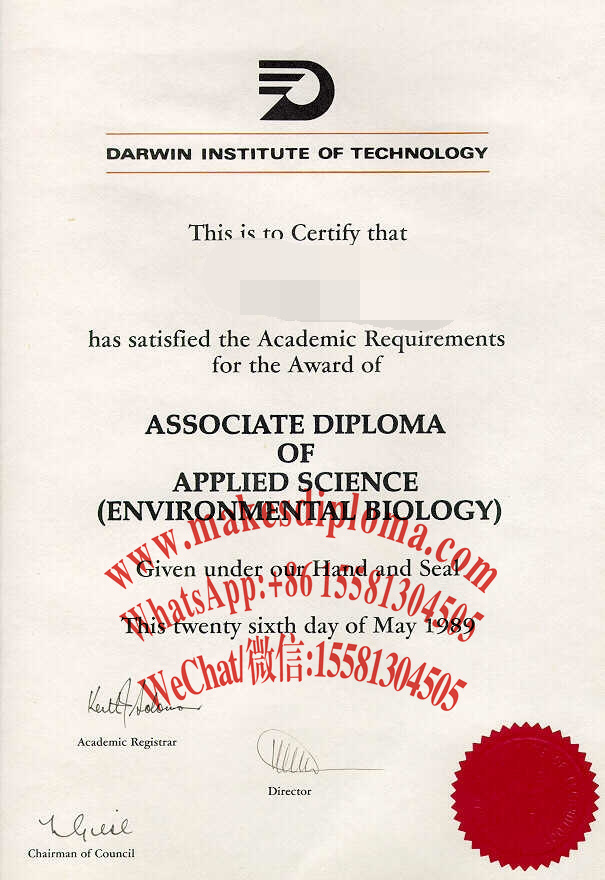 DARWIN INSTITUTE OF TECHNOLOGY
This is to Certify that
has satisfied the Academic Requirements
for the Award of
ASSOCIATE DIPLOMA
OF
APPLIED SCIENCE
(ENVIRONMENTAL BIOLOGY)
www.makesdiploma.com
Given under our Hand and Seal
WhatsApp:+86 15581304505
This twenty sixth day of May 1989
WeChat/微信:15581304505
Academic Registrar
Director
Chairman of Council